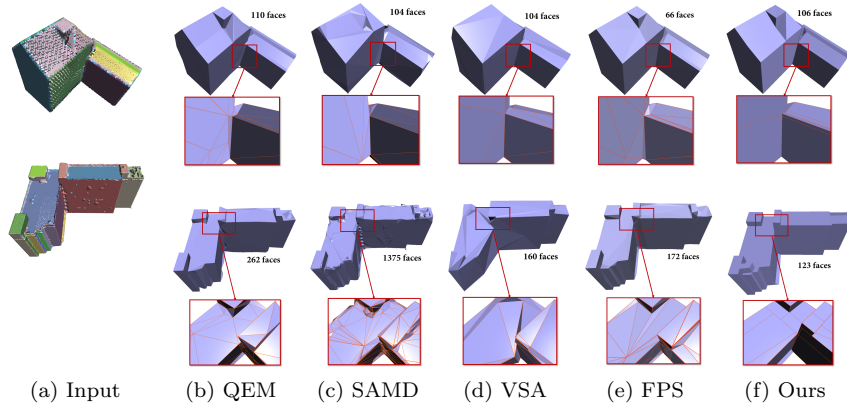 110 faces
104 faces
104 faces
66 faces
106 faces
262 faces
1375 faces
160 faces
172 faces
123 faces
(a) Input
(b) QEM
(c) SAMD
(d) VSA
(e) FPS
(f) Ours